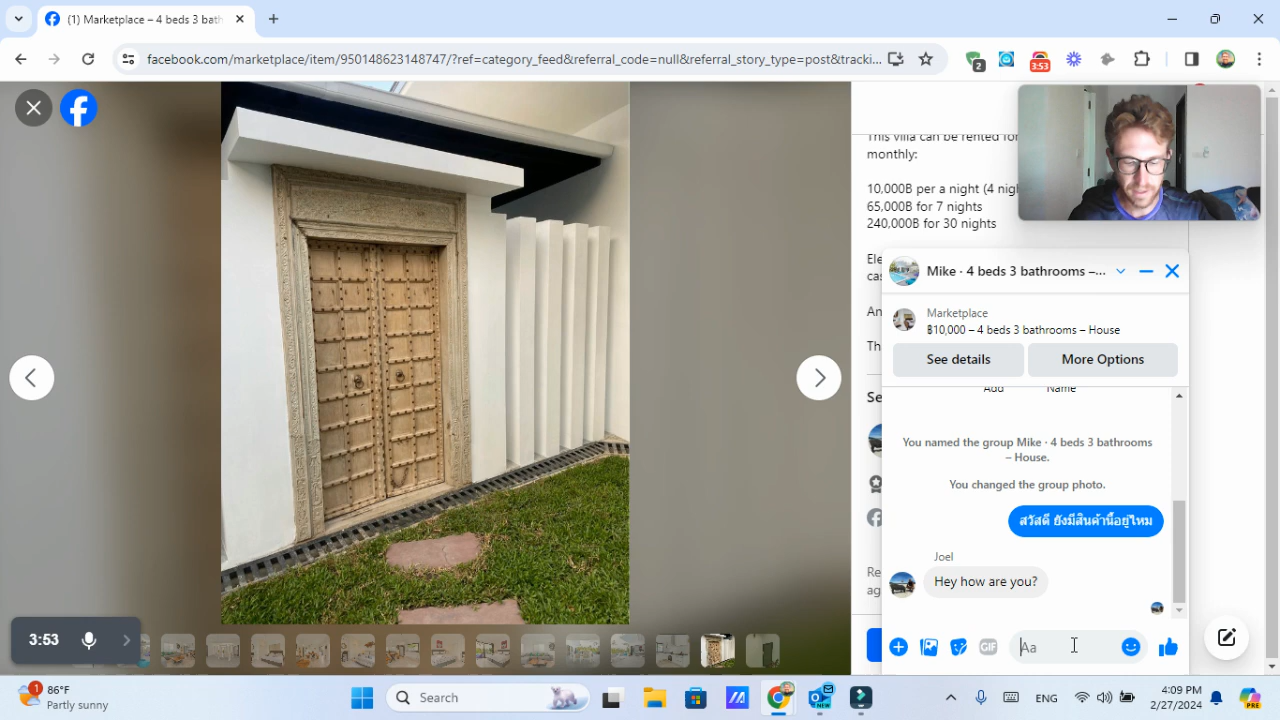 (1) Marketplace – 4 beds 3 bath
facebook.com/marketplace/item/950148623148747/?ref=category_feed&referral_code=null&referral_story_type=post&tracki...
2
3:53
This villa can be rented for
monthly:
10,000B per a night (4 nigh
65,000B for 7 nights
240,000B for 30 nights
Ele
cas
An
Th
Se
Mike · 4 beds 3 bathrooms –...
Marketplace
฿10,000 – 4 beds 3 bathrooms – House
See details
More Options
Add
Name
You named the group Mike · 4 beds 3 bathrooms
– House.
You changed the group photo.
สวัสดี ยังมีสินค้านี้อยู่ไหม
Joel
Hey how are you?
Re
ag
GIF
Aa
3:53
1
86°F
Partly sunny
Search
NEW
ENG
4:09 PM
2/27/2024
PRE